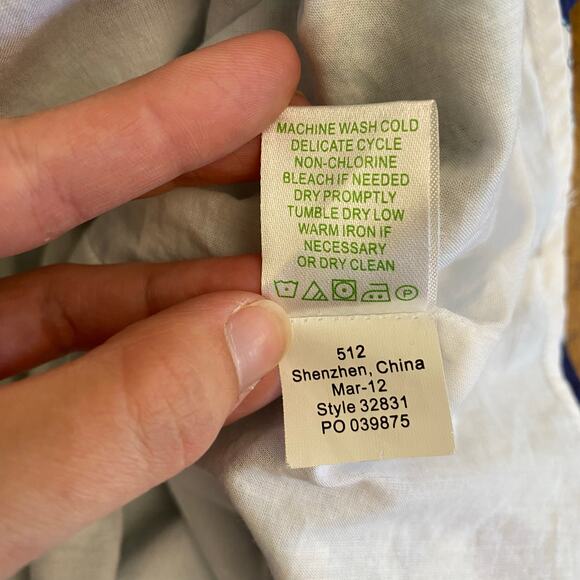 MACHINE WASH COLD
DELICATE CYCLE
NON-CHLORINE
BLEACH IF NEEDED
DRY PROMPTLY
TUMBLE DRY LOW
WARM IRON IF
NECESSARY
OR DRY CLEAN
P
512
Shenzhen, China
Mar-12
Style 32831
PO 039875